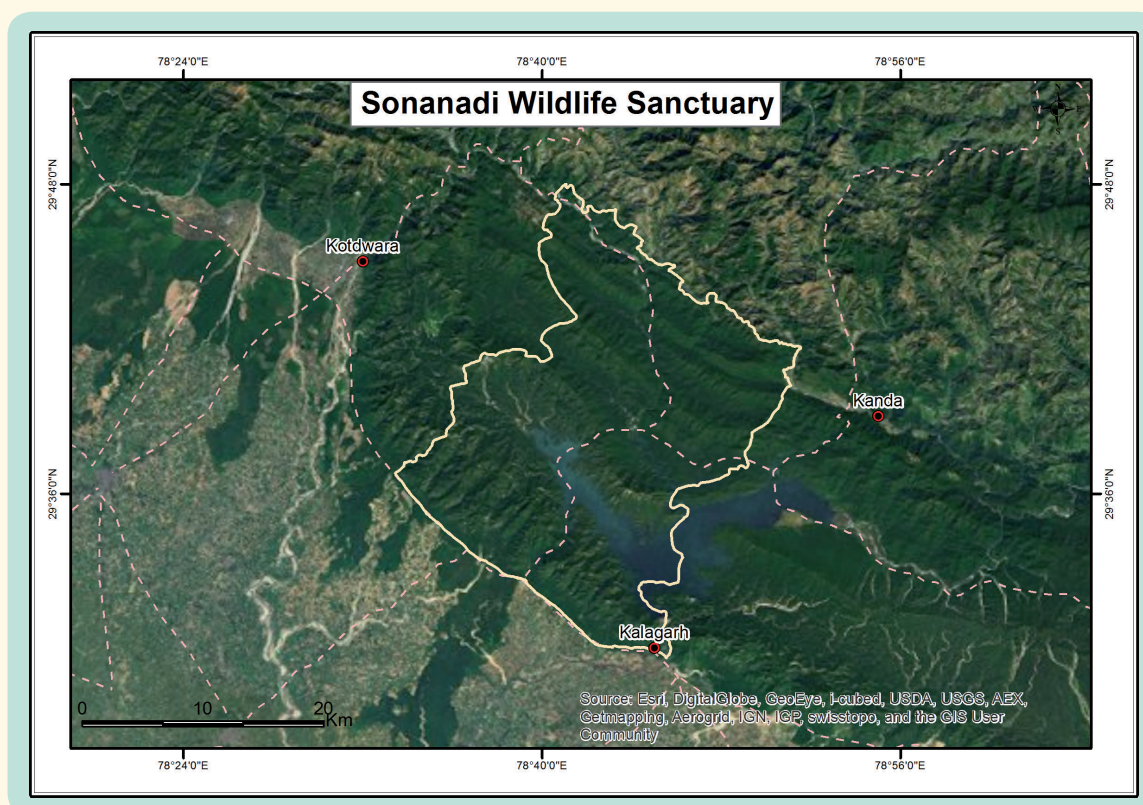 78°24'0"E
78°40'0"E
78°56'0"E
Sonanadi Wildlife Sanctuary
29°48'0"N
29°48'0"N
Kotdwara
Kanda
29°36'0"N
29°36'0"N
Kalagarh
0 10 20
Km
Source: Esri, DigitalGlobe, GeoEye, i-cubed, USDA, USGS, AEX,
Getmapping, Aerogrid, IGN, IGP, swisstopo, and the GIS User
Community
78°24'0"E
78°40'0"E
78°56'0"E